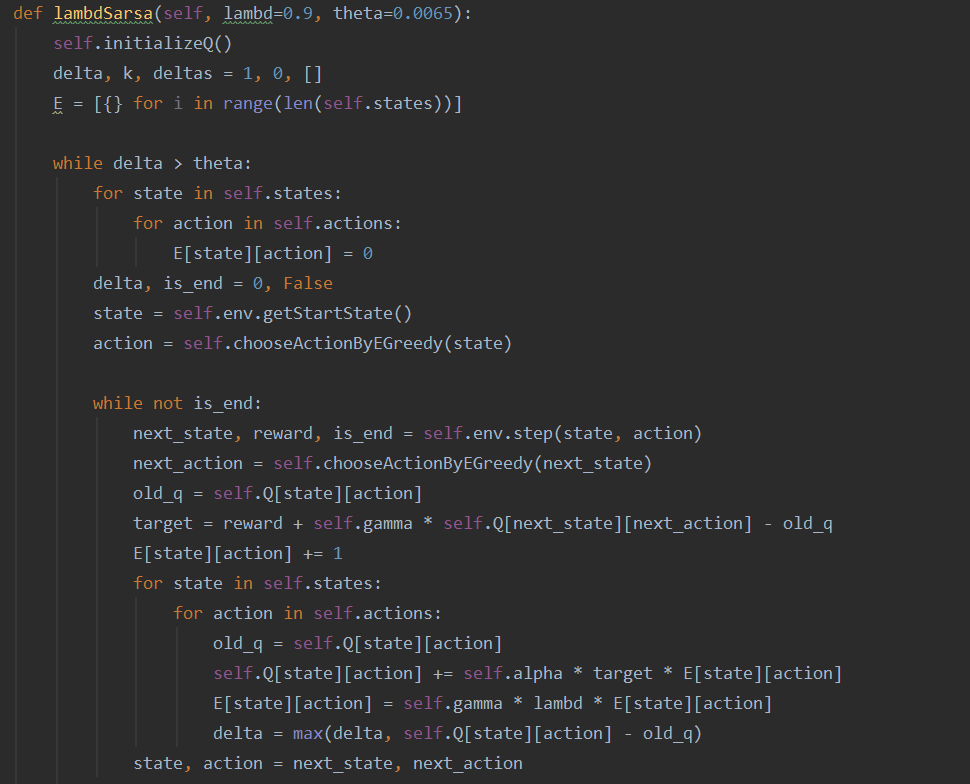 def lambdSarsa(self, lambd=0.9, theta=0.0065):
    self.initializeQ()
    delta, k, deltas = 1, 0, []
    E = [{} for i in range(len(self.states))]

    while delta > theta:
        for state in self.states:
            for action in self.actions:
                E[state][action] = 0
        delta, is_end = 0, False
        state = self.env.getStartState()
        action = self.chooseActionByEGreedy(state)

        while not is_end:
            next_state, reward, is_end = self.env.step(state, action)
            next_action = self.chooseActionByEGreedy(next_state)
            old_q = self.Q[state][action]
            target = reward + self.gamma * self.Q[next_state][next_action] - old_q
            E[state][action] += 1
            for state in self.states:
                for action in self.actions:
                    old_q = self.Q[state][action]
                    self.Q[state][action] += self.alpha * target * E[state][action]
                    E[state][action] = self.gamma * lambd * E[state][action]
                    delta = max(delta, self.Q[state][action] - old_q)
            state, action = next_state, next_action